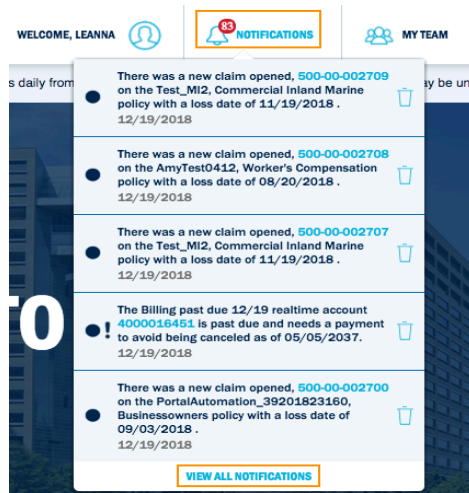 WELCOME, LEANNA
83
NOTIFICATIONS
MY TEAM
s daily from
ay be un
There was a new claim opened, 500-00-002709
on the Test_MI2, Commercial Inland Marine
policy with a loss date of 11/19/2018 .
12/19/2018
There was a new claim opened, 500-00-002708
on the AmyTest0412, Worker's Compensation
policy with a loss date of 08/20/2018 .
12/19/2018
There was a new claim opened, 500-00-002707
on the Test_MI2, Commercial Inland Marine
policy with a loss date of 11/19/2018 .
12/19/2018
TO
!
The Billing past due 12/19 realtime account
4000016451 is past due and needs a payment
to avoid being canceled as of 05/05/2037.
12/19/2018
There was a new claim opened, 500-00-002700
on the PortalAutomation_39201823160,
Businessowners policy with a loss date of
09/03/2018 .
12/19/2018
VIEW ALL NOTIFICATIONS